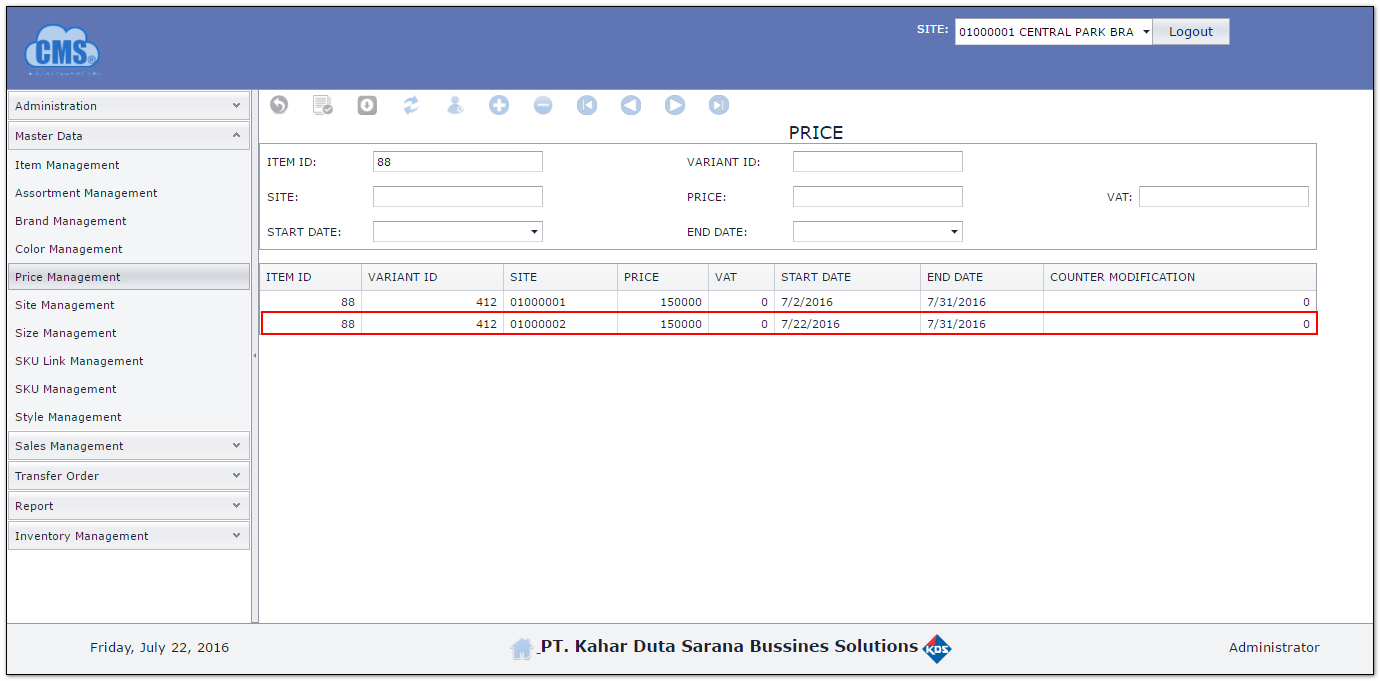 SITE: 01000001 CENTRAL PARK BRA Logout
CMS
Administration
Master Data
Item Management
Assortment Management
Brand Management
Color Management
Price Management
Site Management
Size Management
SKU Link Management
SKU Management
Style Management
Sales Management
Transfer Order
Report
Inventory Management
PRICE
ITEM ID: 88 VARIANT ID:
SITE: PRICE: VAT:
START DATE: END DATE:
ITEM ID VARIANT ID SITE PRICE VAT START DATE END DATE COUNTER MODIFICATION
88 412 01000001 150000 0 7/2/2016 7/31/2016 0
88 412 01000002 150000 0 7/22/2016 7/31/2016 0
Friday, July 22, 2016 PT. Kahar Duta Sarana Bussines Solutions KDS Administrator